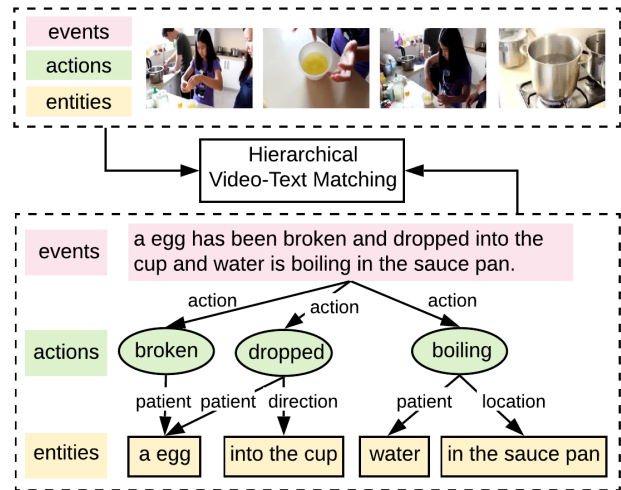 events
actions
entities
Hierarchical
Video-Text Matching
events
a egg has been broken and dropped into the
cup and water is boiling in the sauce pan.
action
action
action
actions
broken
dropped
boiling
patient
patient
direction
patient
location
entities
a egg
into the cup
water
in the sauce pan